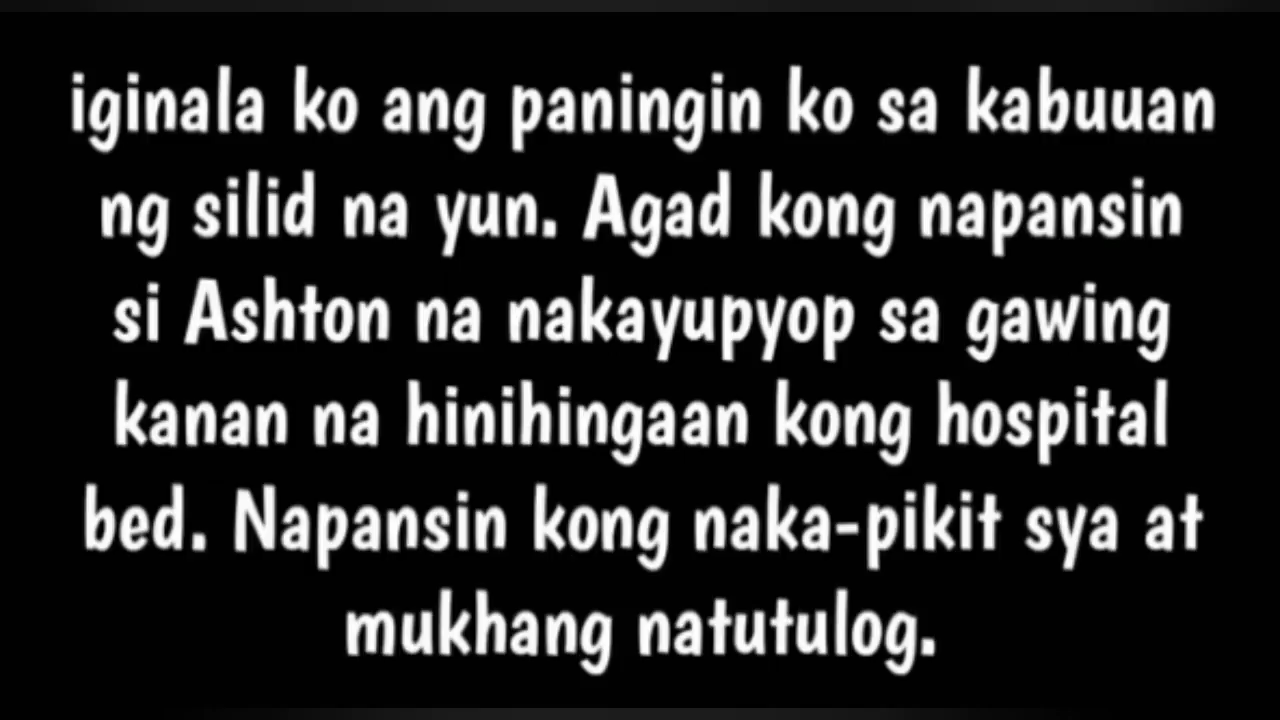 iginala ko ang paningin ko sa kabuuan
ng silid na yun. Agad kong napansin
si Ashton na nakayupyop sa gawing
kanan na hinihingaan kong hospital
bed. Napansin kong naka-pikit sya at
mukhang natutulog.